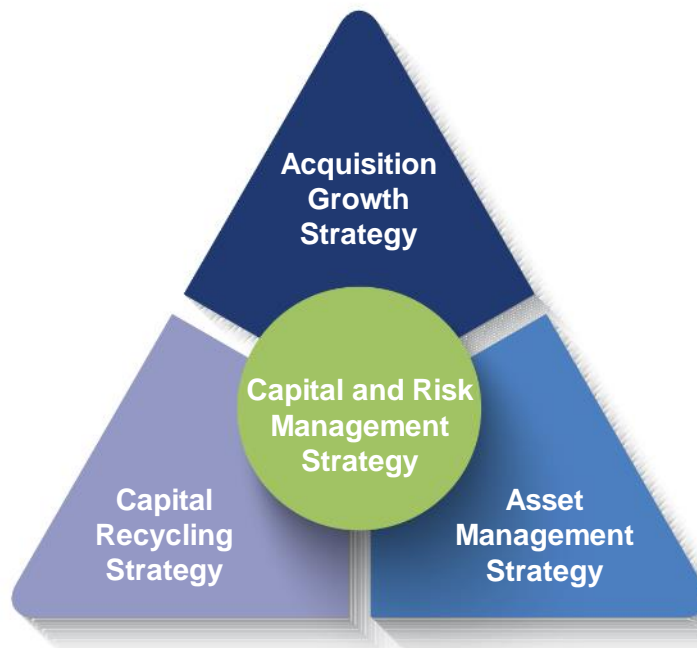 Acquisition
Growth
Strategy
Capital and Risk
Management
Strategy
Capital
Recycling
Strategy
Asset
Management
Strategy